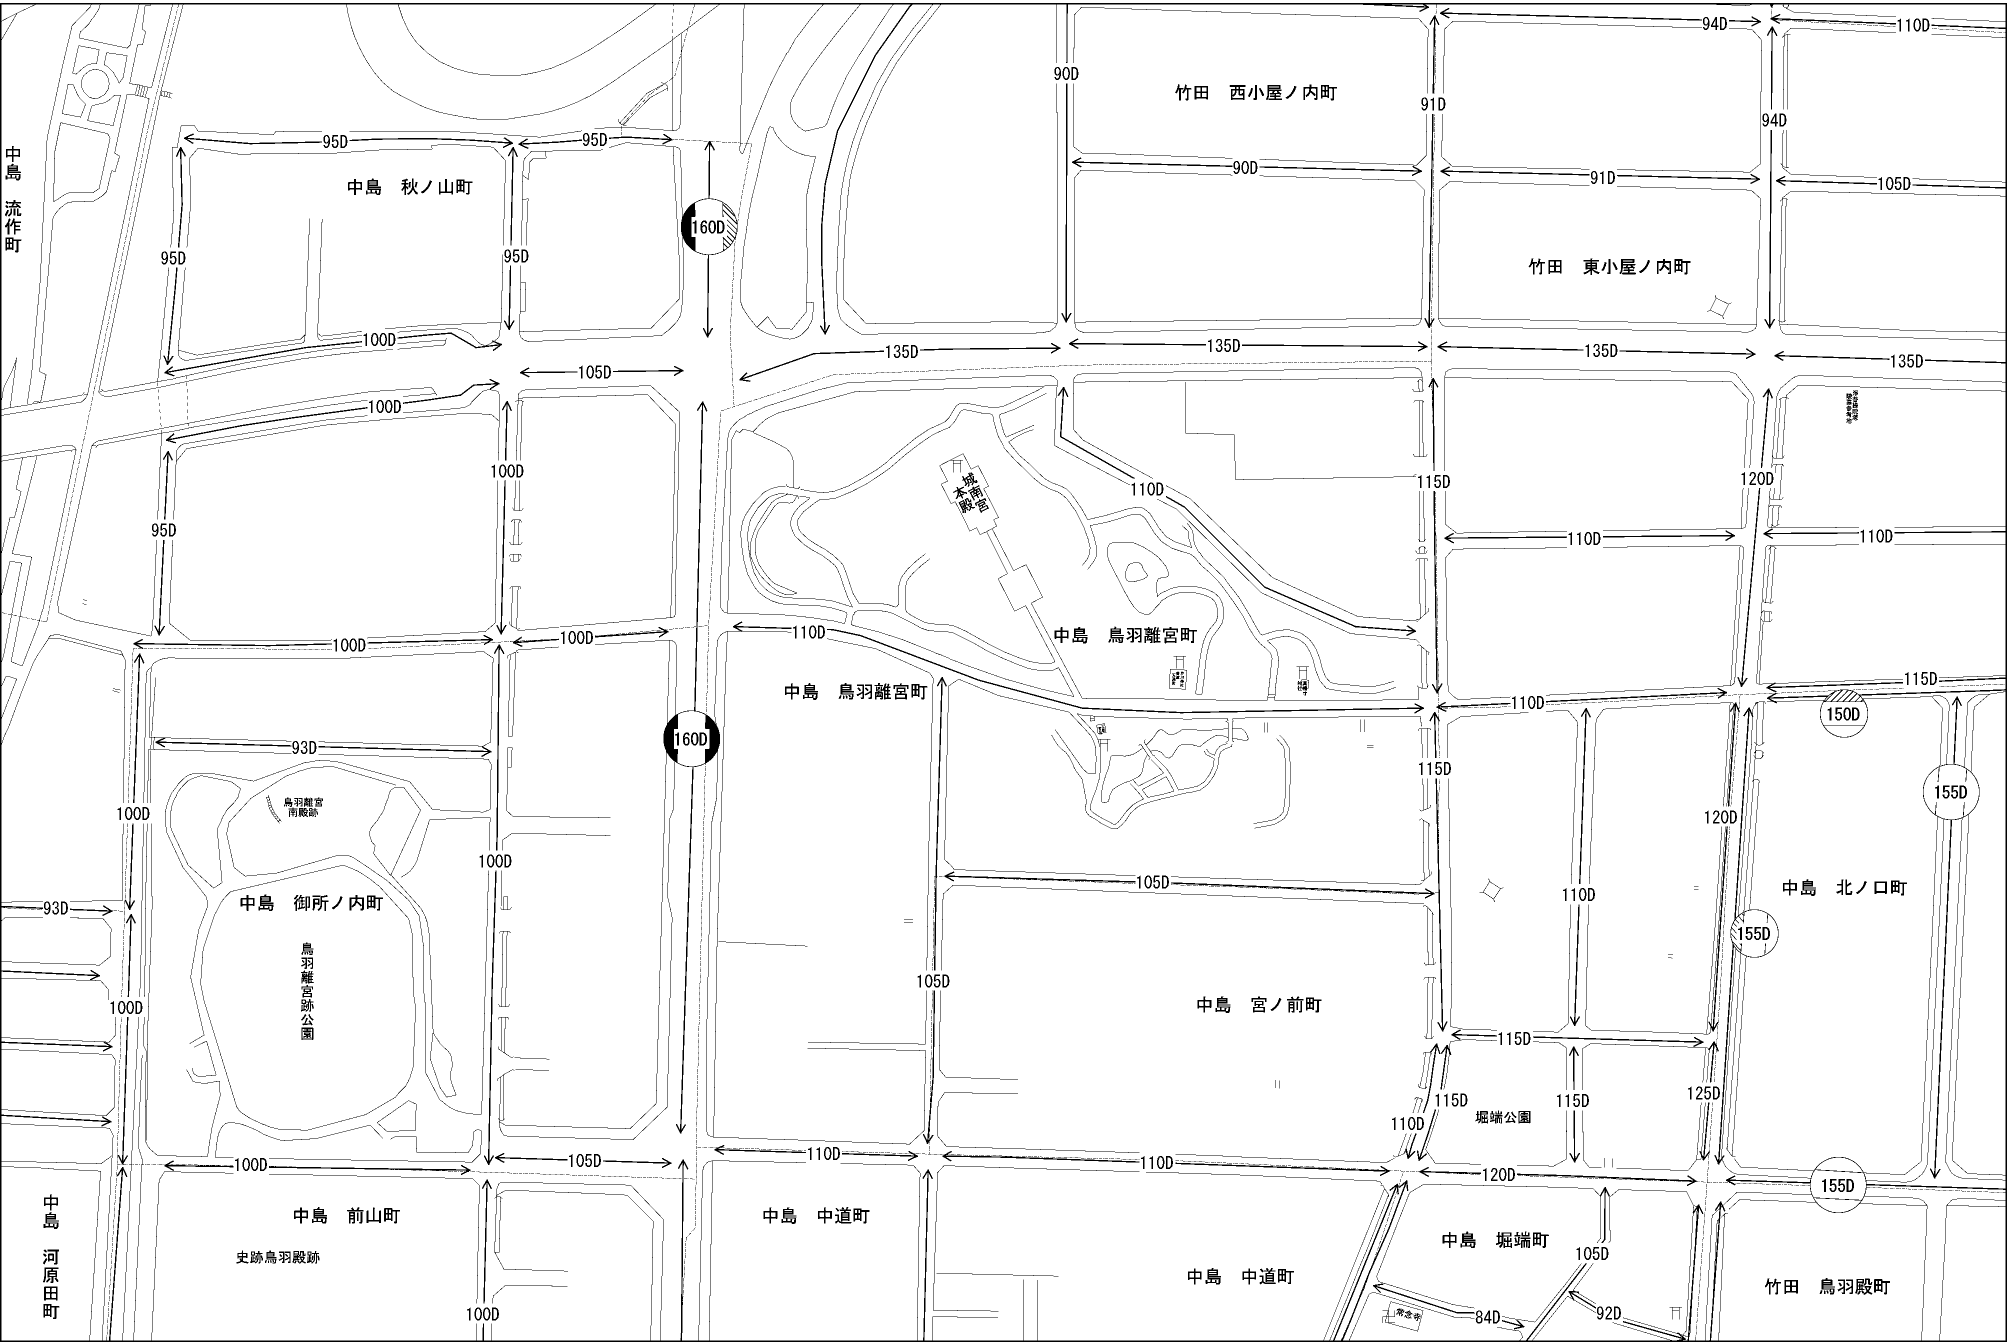 94D
110D
90D
91D
94D
竹田　西小屋ノ内町
95D
95D
中島　流作町
中島　秋ノ山町
90D
91D
105D
160D
95D
95D
竹田　東小屋ノ内町
100D
135D
135D
135D
135D
105D
100D
100D
110D
115D
120D
城南宮
本殿
95D
110D
110D
100D
100D
110D
中島　鳥羽離宮町
中島　鳥羽離宮町
115D
110D
150D
160D
93D
115D
155D
鳥羽離宮
南殿跡
100D
120D
100D
105D
110D
中島　北ノ口町
93D
中島　御所ノ内町
155D
鳥羽離宮跡公園
105D
100D
中島　宮ノ前町
115D
125D
115D
115D
110D
堀端公園
100D
105D
110D
110D
120D
155D
中島　河原田町
中島　前山町
中島　中道町
中島　堀端町
史跡鳥羽殿跡
105D
中島　中道町
竹田　鳥羽殿町
100D
常念寺
84D
92D